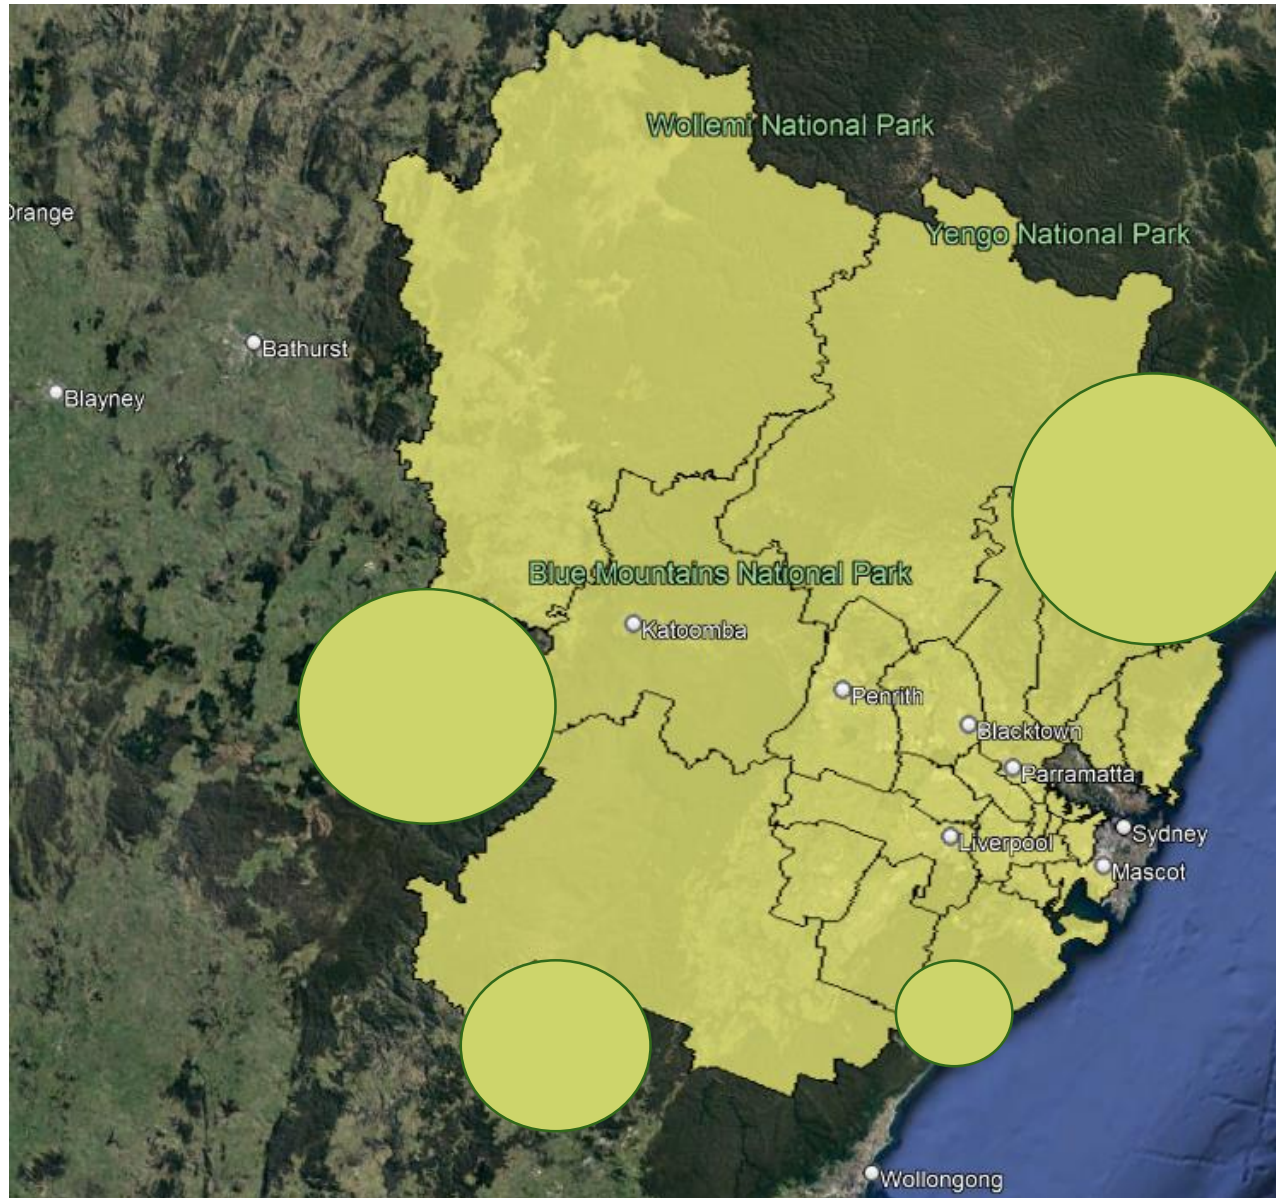 Wollemi National Park
Orange
Yengo National Park
Bathurst
Blayney
Blue Mountains National Park
Katoomba
Penrith
Blacktown
Parramatta
Sydney
Liverpool
Mascot
Wollongong